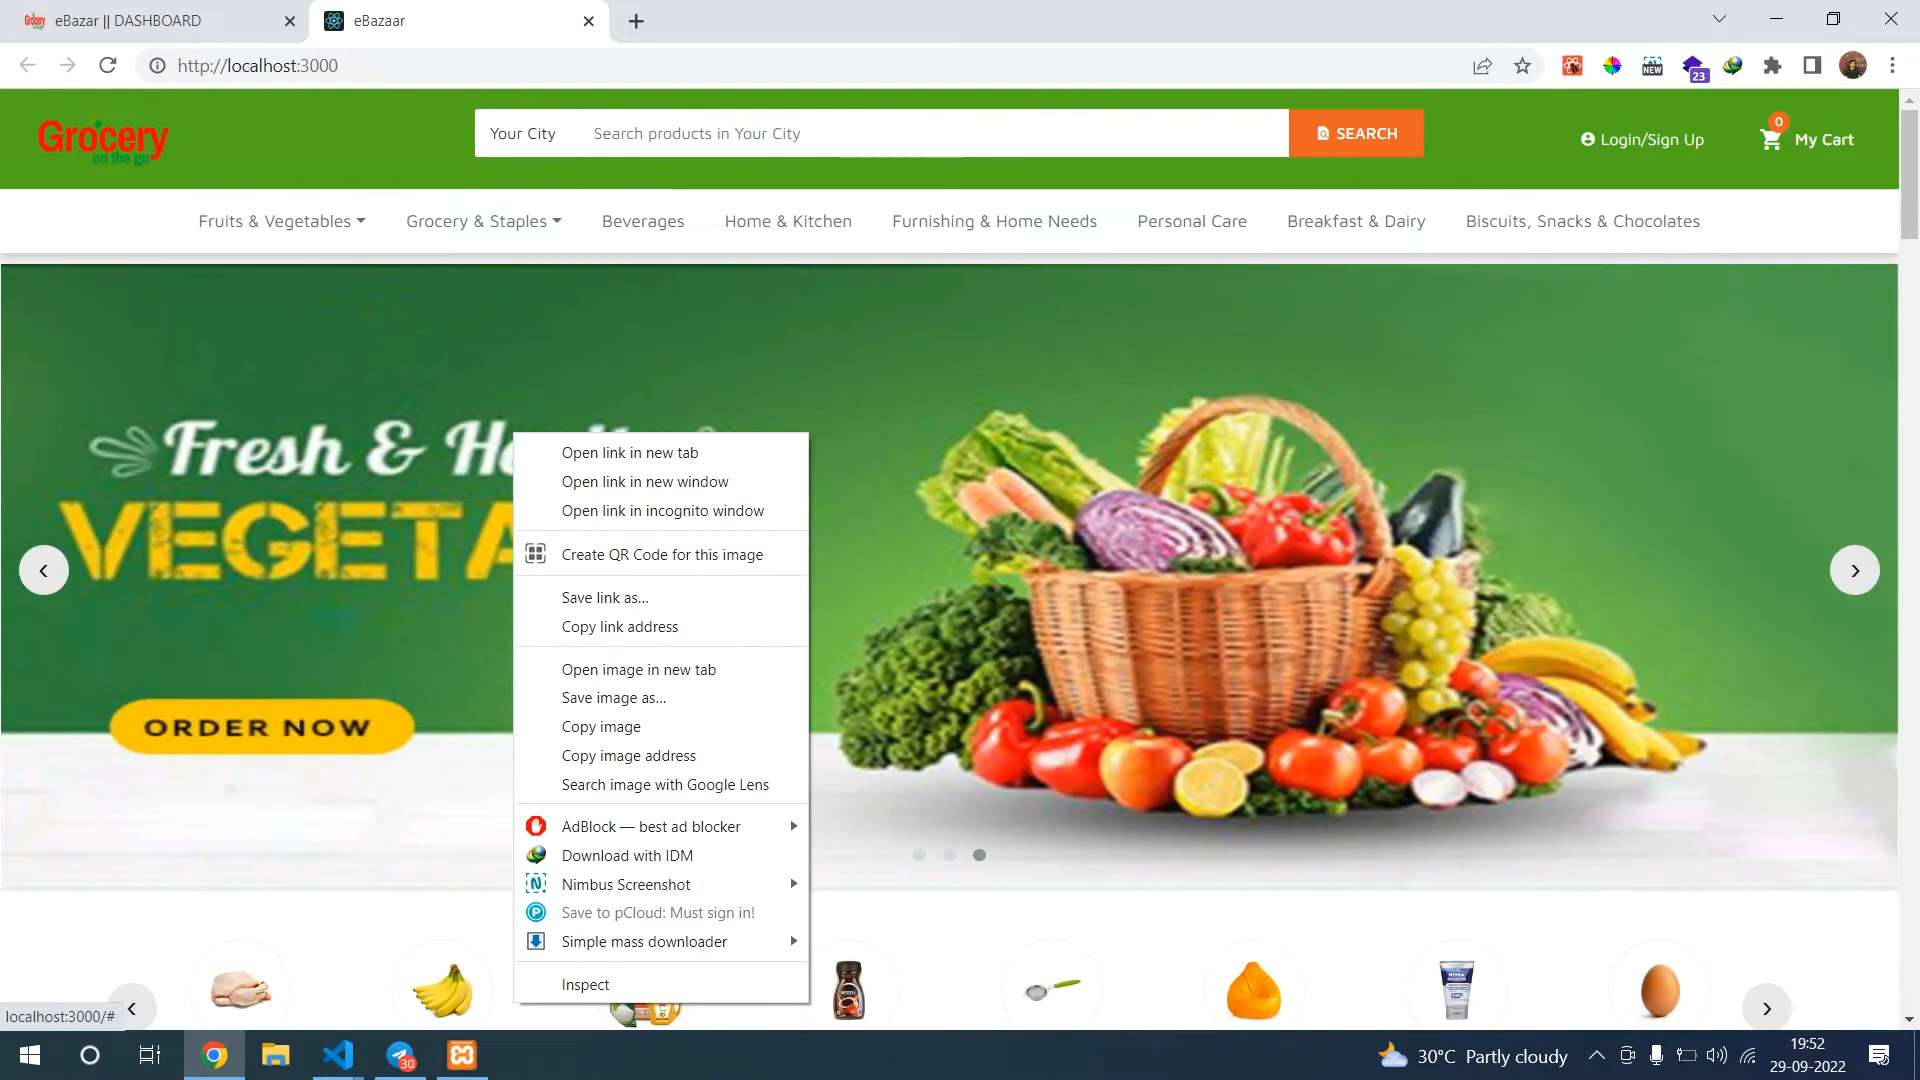 eBazar || DASHBOARD
eBazaar
http://localhost:3000
NEW
23
Grocery
on the go
Your City
Search products in Your City
SEARCH
Login/Sign Up
0
My Cart
Fruits & Vegetables
Grocery & Staples
Beverages
Home & Kitchen
Furnishing & Home Needs
Personal Care
Breakfast & Dairy
Biscuits, Snacks & Chocolates
Fresh &
VEGETA
ORDER NOW
Open link in new tab
Open link in new window
Open link in incognito window
Create QR Code for this image
Save link as...
Copy link address
Open image in new tab
Save image as...
Copy image
Copy image address
Search image with Google Lens
AdBlock — best ad blocker
Download with IDM
Nimbus Screenshot
Save to pCloud: Must sign in!
Simple mass downloader
Inspect
NIVEA
localhost:3000/#
30
30°C Partly cloudy
19:52
29-09-2022